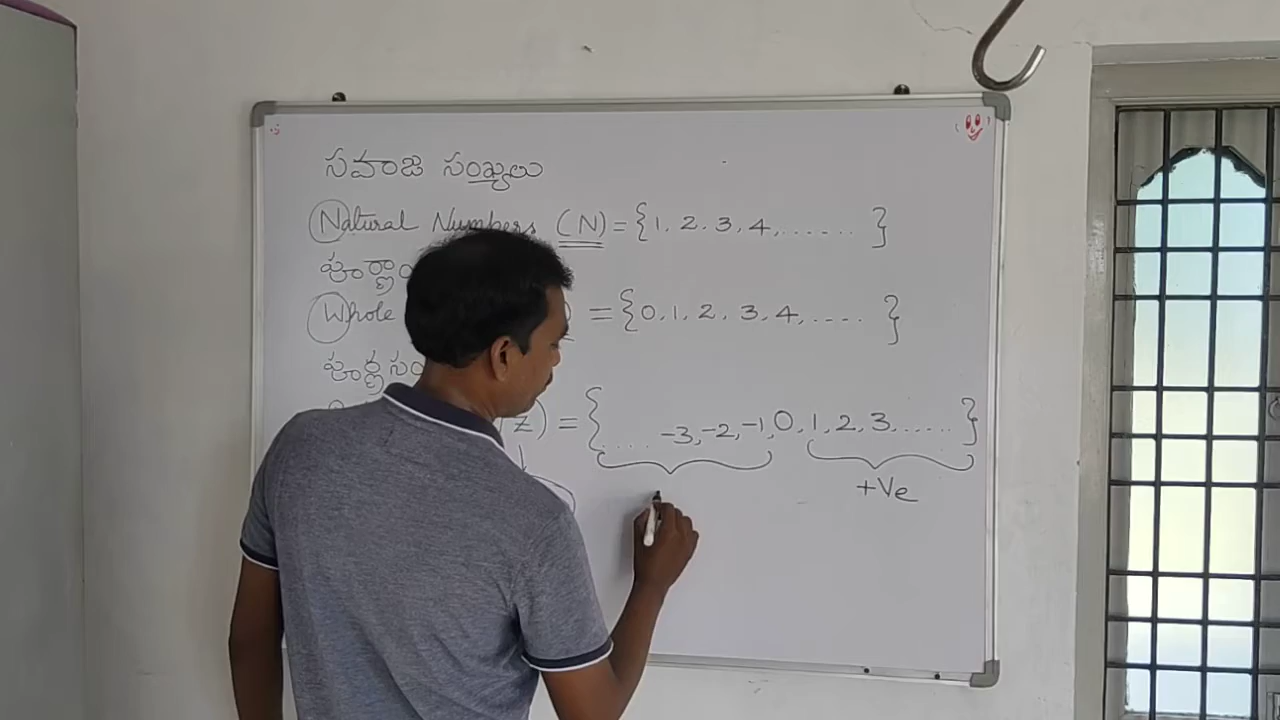 సహజ సంఖ్యలు
Natural Numbers (N) = {1, 2, 3, 4, ...... }
Whole = {0, 1, 2, 3, 4, ..... }
(z) = {.... -3, -2, -1, 0, 1, 2, 3, ...... }
+Ve